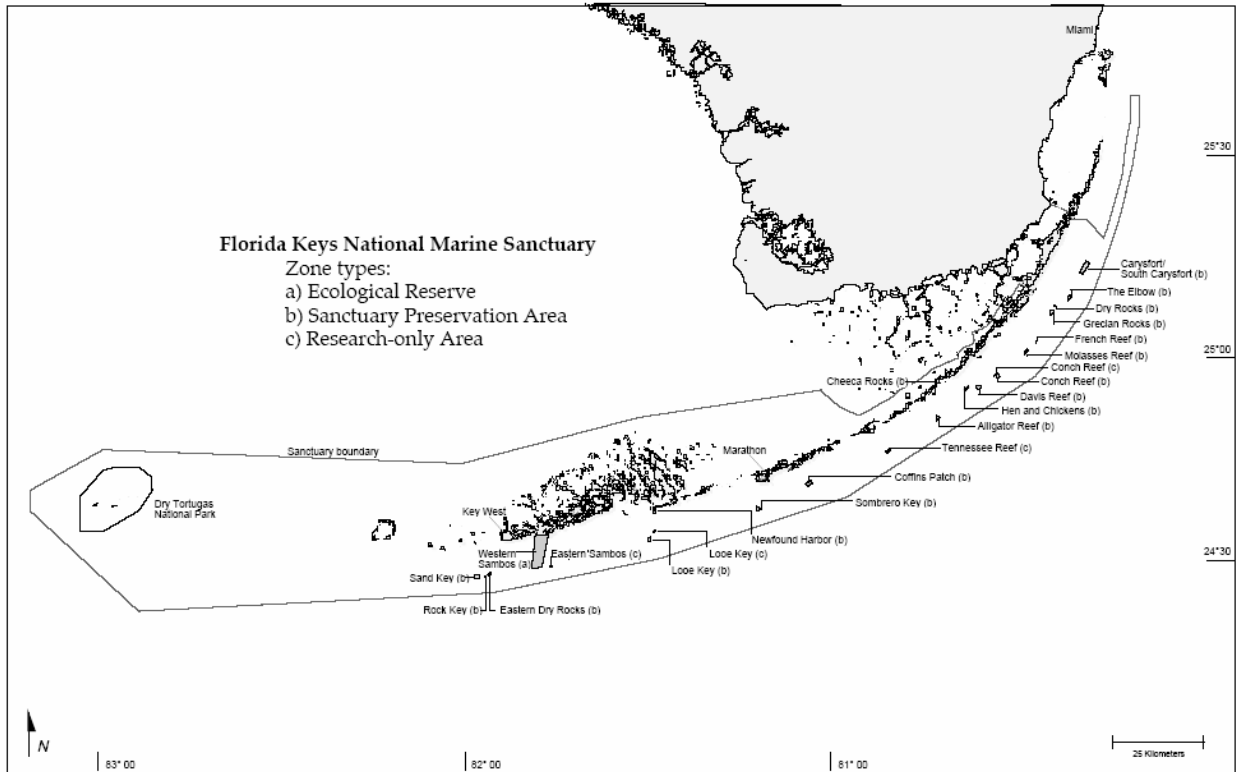 Miami
25°30
Florida Keys National Marine Sanctuary
Zone types:
a) Ecological Reserve
b) Sanctuary Preservation Area
c) Research-only Area
Carysfort/
South Carysfort (b)
The Elbow (b)
Dry Rocks (b)
Grecian Rocks (b)
French Reef (b)
Molasses Reef (b)
25°00
Conch Reef (c)
Cheeca Rocks (b)
Conch Reef (b)
Davis Reef (b)
Hen and Chickens (b)
Alligator Reef (b)
Sanctuary boundary
Marathon
Tennessee Reef (c)
Coffins Patch (b)
Dry Tortugas
National Park
Sombrero Key (b)
Key West
Newfound Harbor (b)
Western
Sambos (a)
Eastern Sambos (c)
Looe Key (c)
24°30
Looe Key (b)
Sand Key (b)
Rock Key (b)
Eastern Dry Rocks (b)
N
83° 00
82° 00
81° 00
25 Kilometers